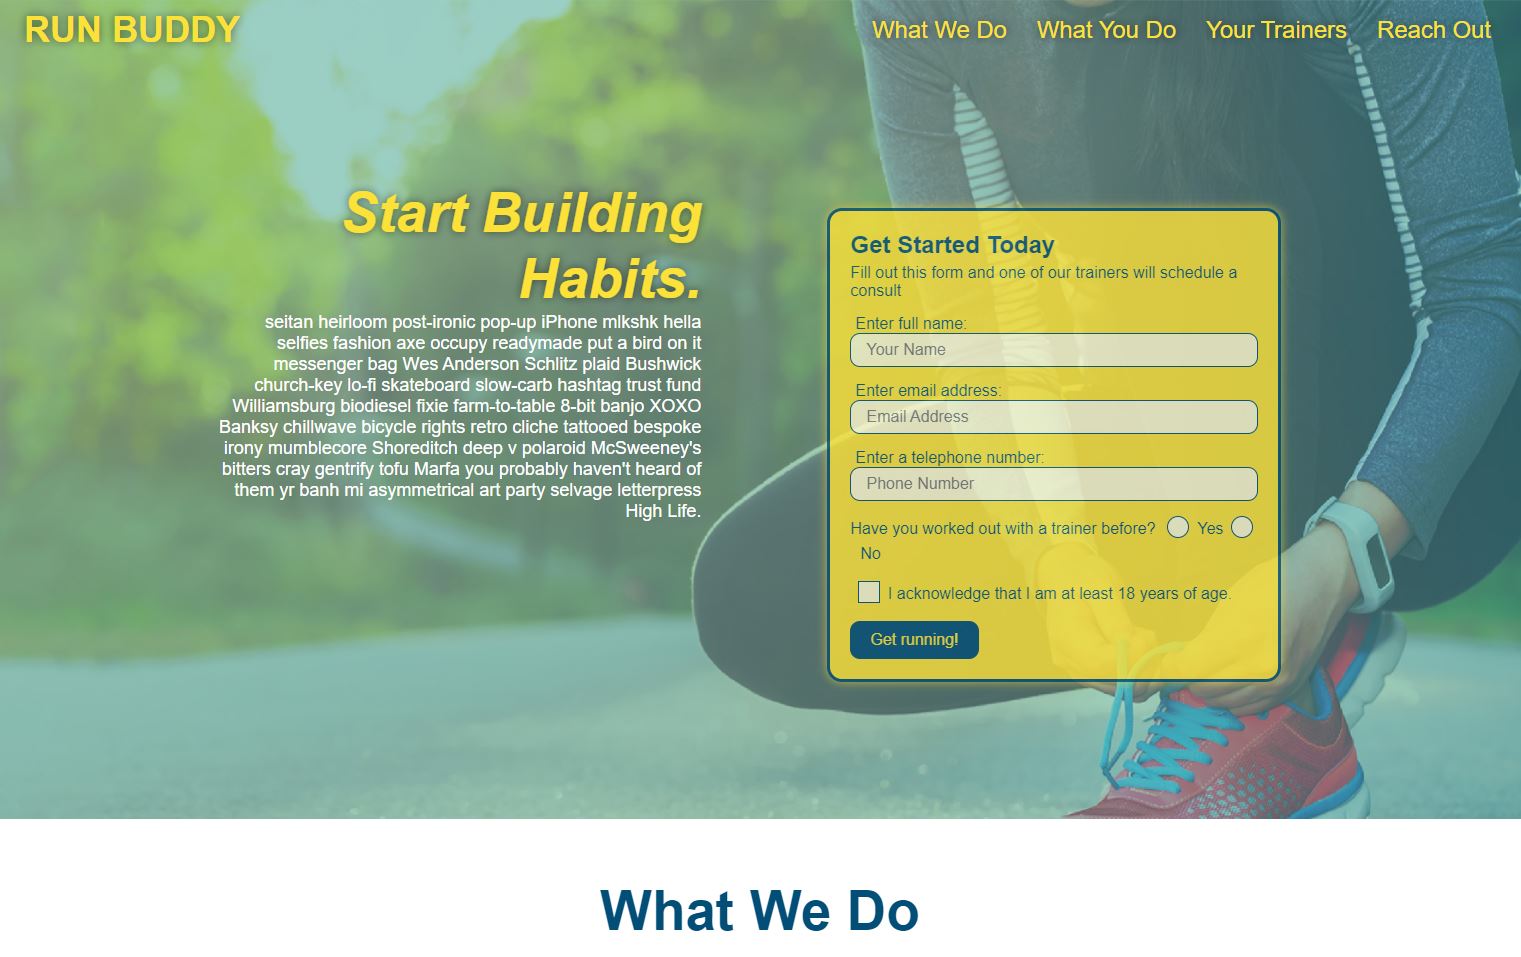 RUN BUDDY
What We Do
What You Do
Your Trainers
Reach Out
Start Building
Habits.
seitan heirloom post-ironic pop-up iPhone mlkshk hella
selfies fashion axe occupy readymade put a bird on it
messenger bag Wes Anderson Schlitz plaid Bushwick
church-key lo-fi skateboard slow-carb hashtag trust fund
Williamsburg biodiesel fixie farm-to-table 8-bit banjo XOXO
Banksy chillwave bicycle rights retro cliche tattooed bespoke
irony mumblecore Shoreditch deep v polaroid McSweeney's
bitters cray gentrify tofu Marfa you probably haven't heard of
them yr banh mi asymmetrical art party selvage letterpress
High Life.
Get Started Today
Fill out this form and one of our trainers will schedule a
consult
Enter full name:
Your Name
Enter email address:
Email Address
Enter a telephone number:
Phone Number
Have you worked out with a trainer before? Yes
No
I acknowledge that I am at least 18 years of age.
Get running!
What We Do